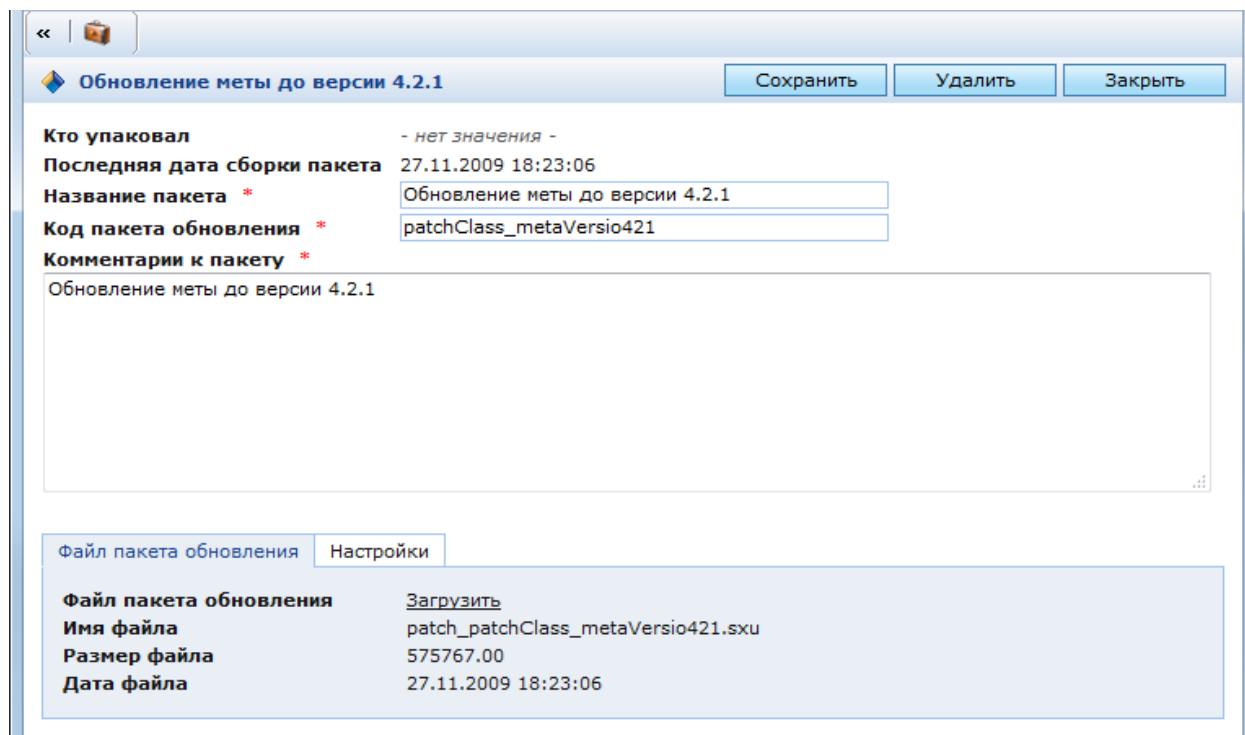 «
Обновление меты до версии 4.2.1 Сохранить Удалить Закрыть
Кто упаковал - нет значения -
Последняя дата сборки пакета 27.11.2009 18:23:06
Название пакета * Обновление меты до версии 4.2.1
Код пакета обновления * patchClass_metaVersio421
Комментарии к пакету *
Обновление меты до версии 4.2.1
Файл пакета обновления Настройки
Файл пакета обновления Загрузить
Имя файла patch_patchClass_metaVersio421.sxu
Размер файла 575767.00
Дата файла 27.11.2009 18:23:06